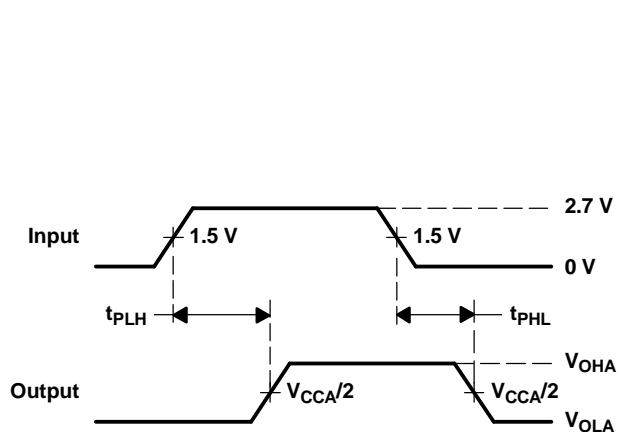 2.7 V
Input 1.5 V 1.5 V
0 V
tPLH tPHL
VOHA
Output VCCA/2 VCCA/2
VOLA